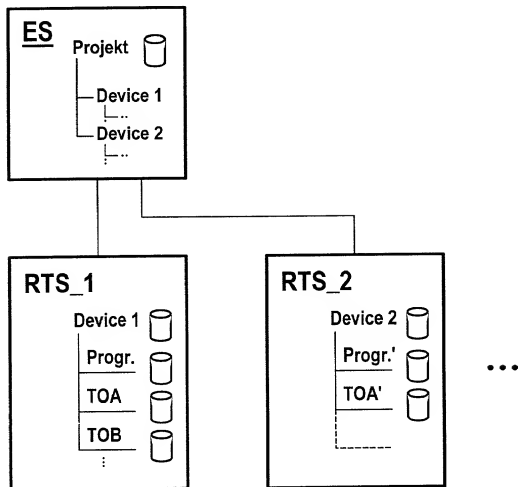 ES
Projekt
Device 1
Device 2
RTS_1
Device 1
Progr.
TOA
TOB
RTS_2
Device 2
Progr.'
TOA'
...